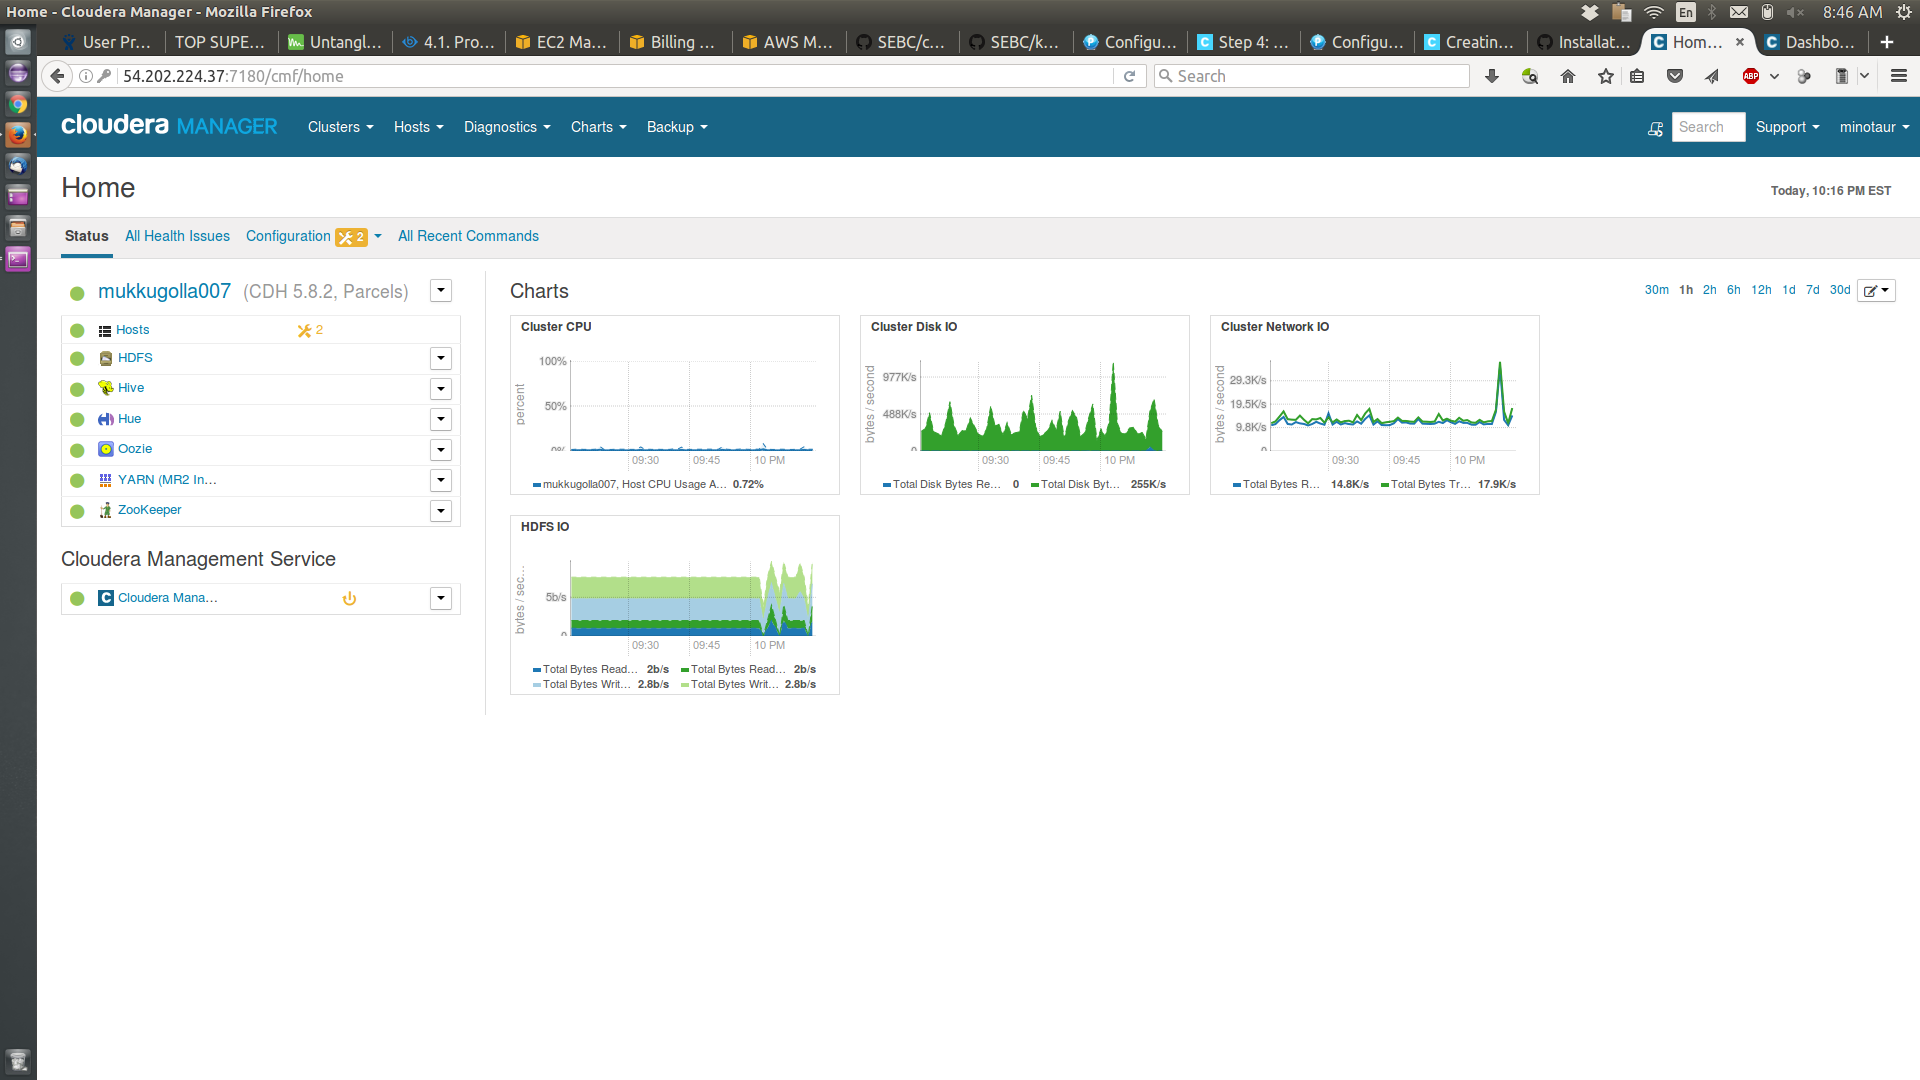 Home - Cloudera Manager - Mozilla Firefox
En
8:46 AM
User Pr...
TOP SUPE...
Untangl...
4.1. Pro...
EC2 Ma...
Billing ...
AWS M...
SEBC/c...
SEBC/k...
Configu...
Step 4: ...
Configu...
Creatin...
Installat...
Hom...
Dashbo...
54.202.224.37:7180/cmf/home
Search
ABP
cloudera MANAGER
Clusters
Hosts
Diagnostics
Charts
Backup
Search
Support
minotaur
Home
Today, 10:16 PM EST
Status
All Health Issues
Configuration 2
All Recent Commands
mukkugolla007 (CDH 5.8.2, Parcels)
Hosts 2
HDFS
Hive
Hue
Oozie
YARN (MR2 In...
ZooKeeper
Cloudera Management Service
Cloudera Mana...
Charts
30m 1h 2h 6h 12h 1d 7d 30d
Cluster CPU
percent
100%
50%
0%
09:30 09:45 10 PM
mukkugolla007, Host CPU Usage A... 0.72%
Cluster Disk IO
bytes / second
977K/s
488K/s
0
09:30 09:45 10 PM
Total Disk Bytes Re... 0 Total Disk Byt... 255K/s
Cluster Network IO
bytes / second
29.3K/s
19.5K/s
9.8K/s
0
09:30 09:45 10 PM
Total Bytes R... 14.8K/s Total Bytes Tr... 17.9K/s
HDFS IO
bytes / sec...
5b/s
0
09:30 09:45 10 PM
Total Bytes Read... 2b/s Total Bytes Read... 2b/s
Total Bytes Writ... 2.8b/s Total Bytes Writ... 2.8b/s